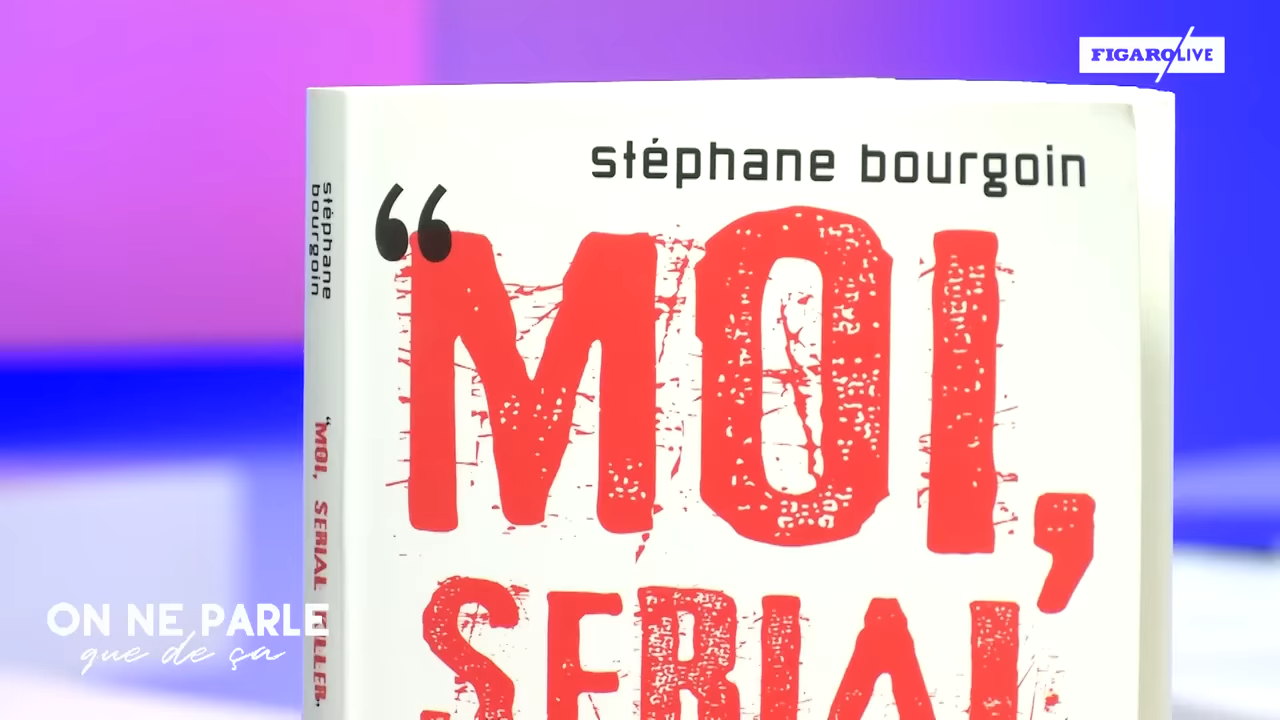 FIGARO LIVE
stéphane bourgoin
“MOI,
SERIAL
stéphane
bourgoin
“MOI, SERIAL KILLER”
ON NE PARLE
que de ça